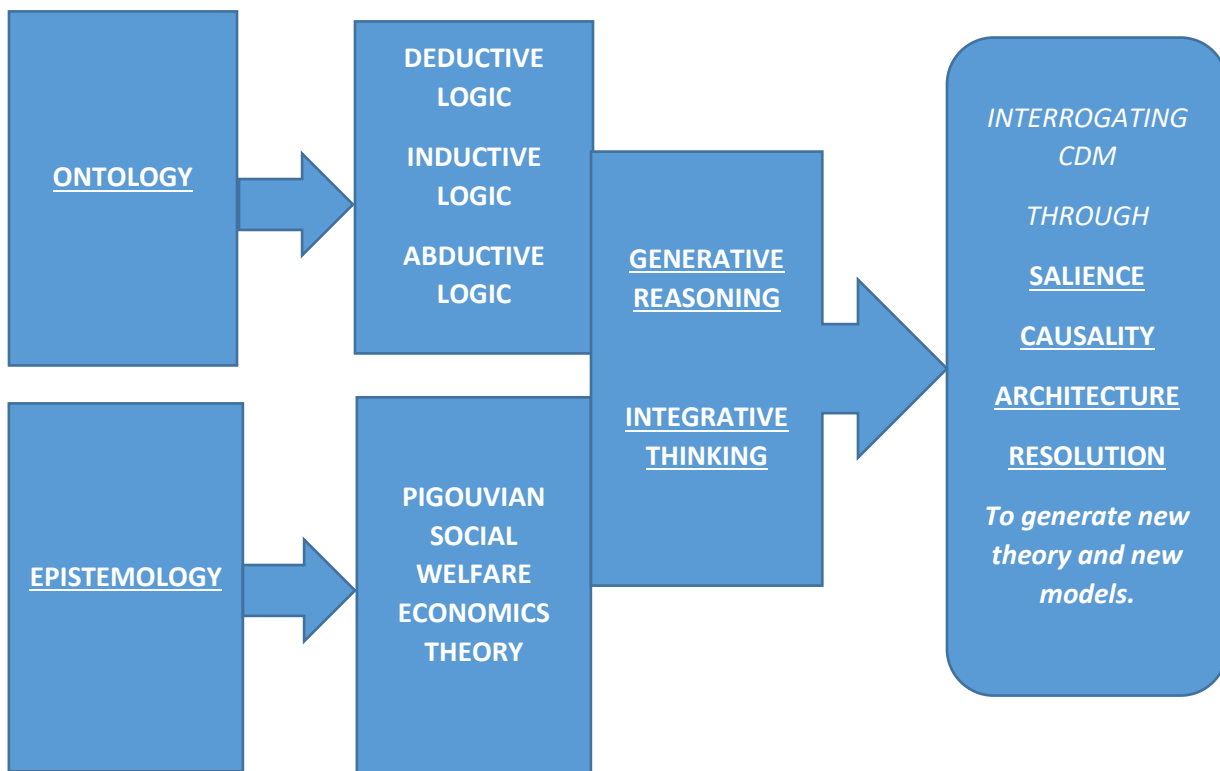 ONTOLOGY
DEDUCTIVE
LOGIC
INDUCTIVE
LOGIC
ABDUCTIVE
LOGIC
EPISTEMOLOGY
PIGOUVIAN
SOCIAL
WELFARE
ECONOMICS
THEORY
GENERATIVE
REASONING
INTEGRATIVE
THINKING
INTERROGATING
CDM
THROUGH
SALIENCE
CAUSALITY
ARCHITECTURE
RESOLUTION
To generate new
theory and new
models.